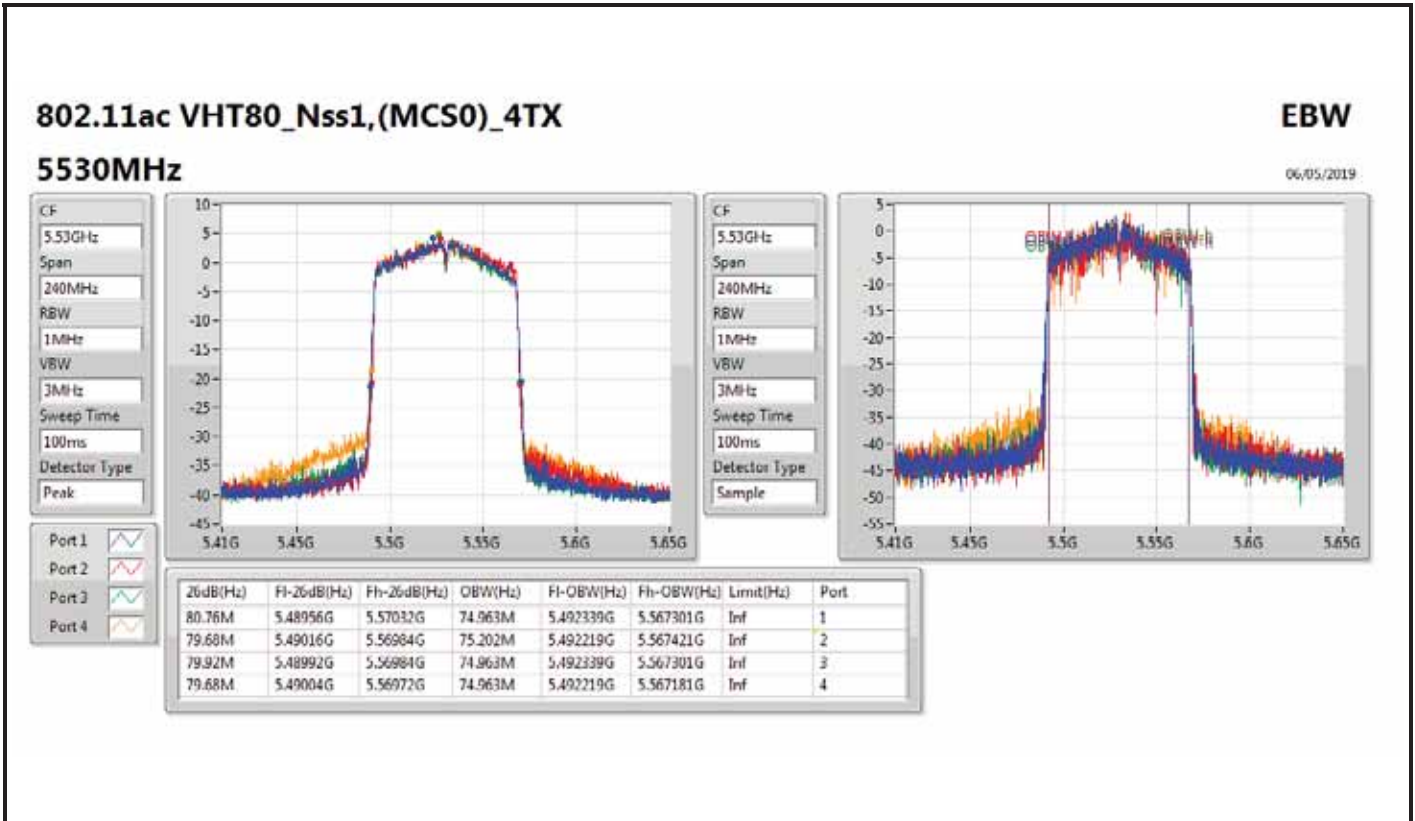 802.11ac VHT80_Nss1,(MCS0)_4TX
EBW
5530MHz
06/05/2019
CF
5.53GHz
Span
240MHz
RBW
1MHz
VBW
3MHz
Sweep Time
100ms
Detector Type
Peak
10
5
0
-5
-10
-15
-20
-25
-30
-35
-40
-45
5.41G 5.45G 5.5G 5.55G 5.6G 5.65G
CF
5.53GHz
Span
240MHz
RBW
1MHz
VBW
3MHz
Sweep Time
100ms
Detector Type
Sample
5
0
-5
-10
-15
-20
-25
-30
-35
-40
-45
-50
-55
5.41G 5.45G 5.5G 5.55G 5.6G 5.65G
Port 1
Port 2
Port 3
Port 4
26dB(Hz) Fl-26dB(Hz) Fh-26dB(Hz) OBW(Hz) Fl-OBW(Hz) Fh-OBW(Hz) Limit(Hz) Port
80.76M 5.48956G 5.57032G 74.963M 5.492339G 5.567301G Inf 1
79.68M 5.49016G 5.56984G 75.202M 5.492219G 5.567421G Inf 2
79.92M 5.48992G 5.56984G 74.963M 5.492339G 5.567301G Inf 3
79.68M 5.49004G 5.56972G 74.963M 5.492219G 5.567181G Inf 4